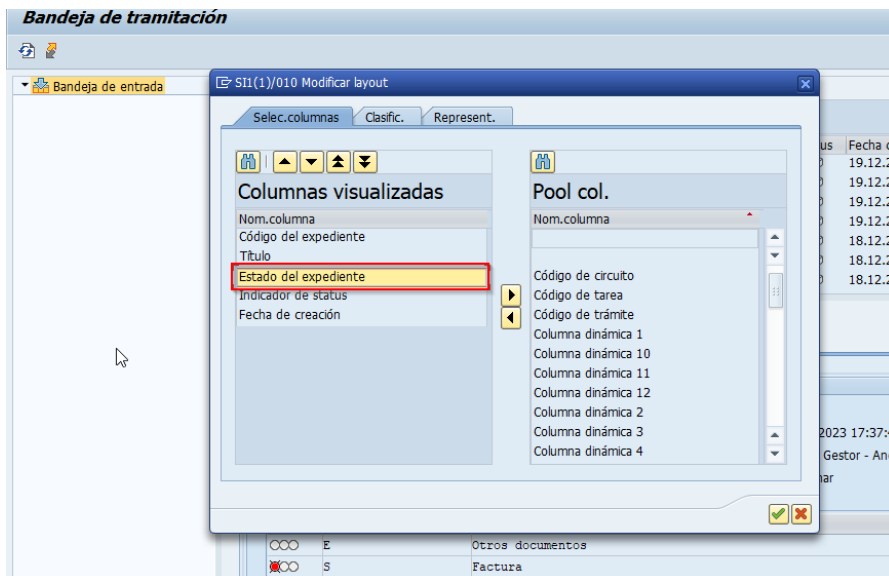 Bandeja de tramitación
Bandeja de entrada
SI1(1)/010 Modificar layout
Selec.columnas Clasific. Represent.
us Fecha
Columnas visualizadas
Nom.columna
Código del expediente
Título
Estado del expediente
Indicador de status
Fecha de creación
Pool col.
Nom.columna
Código de circuito
Código de tarea
Código de trámite
Columna dinámica 1
Columna dinámica 10
Columna dinámica 11
Columna dinámica 12
Columna dinámica 2
Columna dinámica 3
Columna dinámica 4
19.12.2
19.12.2
19.12.2
19.12.2
18.12.2
18.12.2
18.12.2
2023 17:37:
Gestor - An
nar
E Otros documentos
S Factura